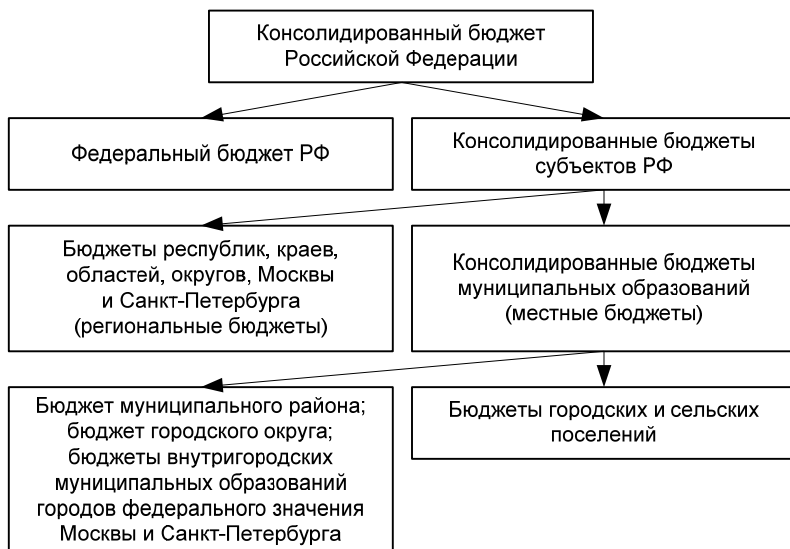 Консолидированный бюджет
Российской Федерации
Федеральный бюджет РФ
Консолидированные бюджеты
субъектов РФ
Бюджеты республик, краев,
областей, округов, Москвы
и Санкт-Петербурга
(региональные бюджеты)
Консолидированные бюджеты
муниципальных образований
(местные бюджеты)
Бюджет муниципального района;
бюджет городского округа;
бюджеты внутригородских
муниципальных образований
городов федерального значения
Москвы и Санкт-Петербурга
Бюджеты городских и сельских
поселений